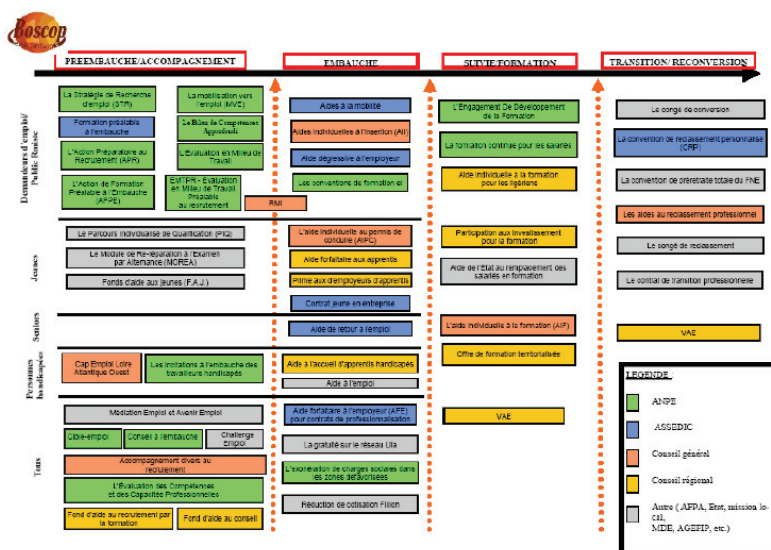 Boscop
PREEMBAUCHE/ACCOMPAGNEMENT
EMBAUCHE
SUIVIE/FORMATION
TRANSITION/ RECONVERSION
Demandeurs d'emploi/
Public Rmiste
La Stratégie de Recherche
d'emploi (STR)
La mobilisation vers
l'emploi (MVE)
Formation préalable
à l'embauche
Le Bilan de Compétences
Approfondi
L'Action Préparatoire au
Recrutement (APR)
L'Evaluation en Milieu de
Travail
L'Action de Formation
Préalable à l'Embauche
(AFPE)
EMTPR - Evaluation
en Milieu de Travail
Préalable
au recrutement
RMI
Aides à la mobilité
Aides individuelles à l'insertion (AII)
Aide dégressive à l'employeur
Les conventions de formation et
L'Engagement De Développement
de la Formation
La formation continue pour les salariés
Aide individuelle à la formation
pour les ligériens
Le congé de conversion
La convention de reclassement personnalisé
(CRP)
La convention de préretraite totale du FNE
Les aides au reclassement professionnel
Jeunes
Le Parcours Individualisé de Qualification (PIQ)
Le Module de Re-réparation à l'Examen
par Alternance (MOREA)
Fonds d'aide aux jeunes (F.A.J.)
L'aide individuelle au permis de
conduire (AIPC)
Aide forfaitaire aux apprentis
Prime aux d'employeurs d'apprentis
Contrat jeune en entreprise
Participation aux investissement
pour la formation
Aide de l'Etat au remplacement des
salariés en formation
Le congé de reclassement
Le contrat de transition professionnelle
Seniors
Aide de retour à l'emploi
L'aide individuelle à la formation (AIF)
VAE
Personnes
handicapées
Cap Emploi Loire
Atlantique Ouest
Les incitations à l'embauche des
travailleurs handicapés
Aide à l'accueil d'apprentis handicapés
Aide à l'emploi
Offre de formation territorialisée
Tous
Médiation Emploi et Avenir Emploi
Cible-emploi
Conseil à l'embauche
Challenge
Emploi
Accompagnement divers au
recrutement
L'Évaluation des Compétences
et des Capacités Professionnelles
Fond d'aide au recrutement par
la formation
Fond d'aide au conseil
Aide forfaitaire à l'employeur (AFE)
pour contrats de professionnalisation
La gratuité sur le réseau Lila
L'exonération de charges sociales dans
les zones défavorisées
Réduction de cotisation Fillon
VAE
LEGENDE :
ANPE
ASSEDIC
Conseil général
Conseil régional
Autre ( AFPA, Etat, mission lo-
cal,
MDE, AGEFIP, etc.)